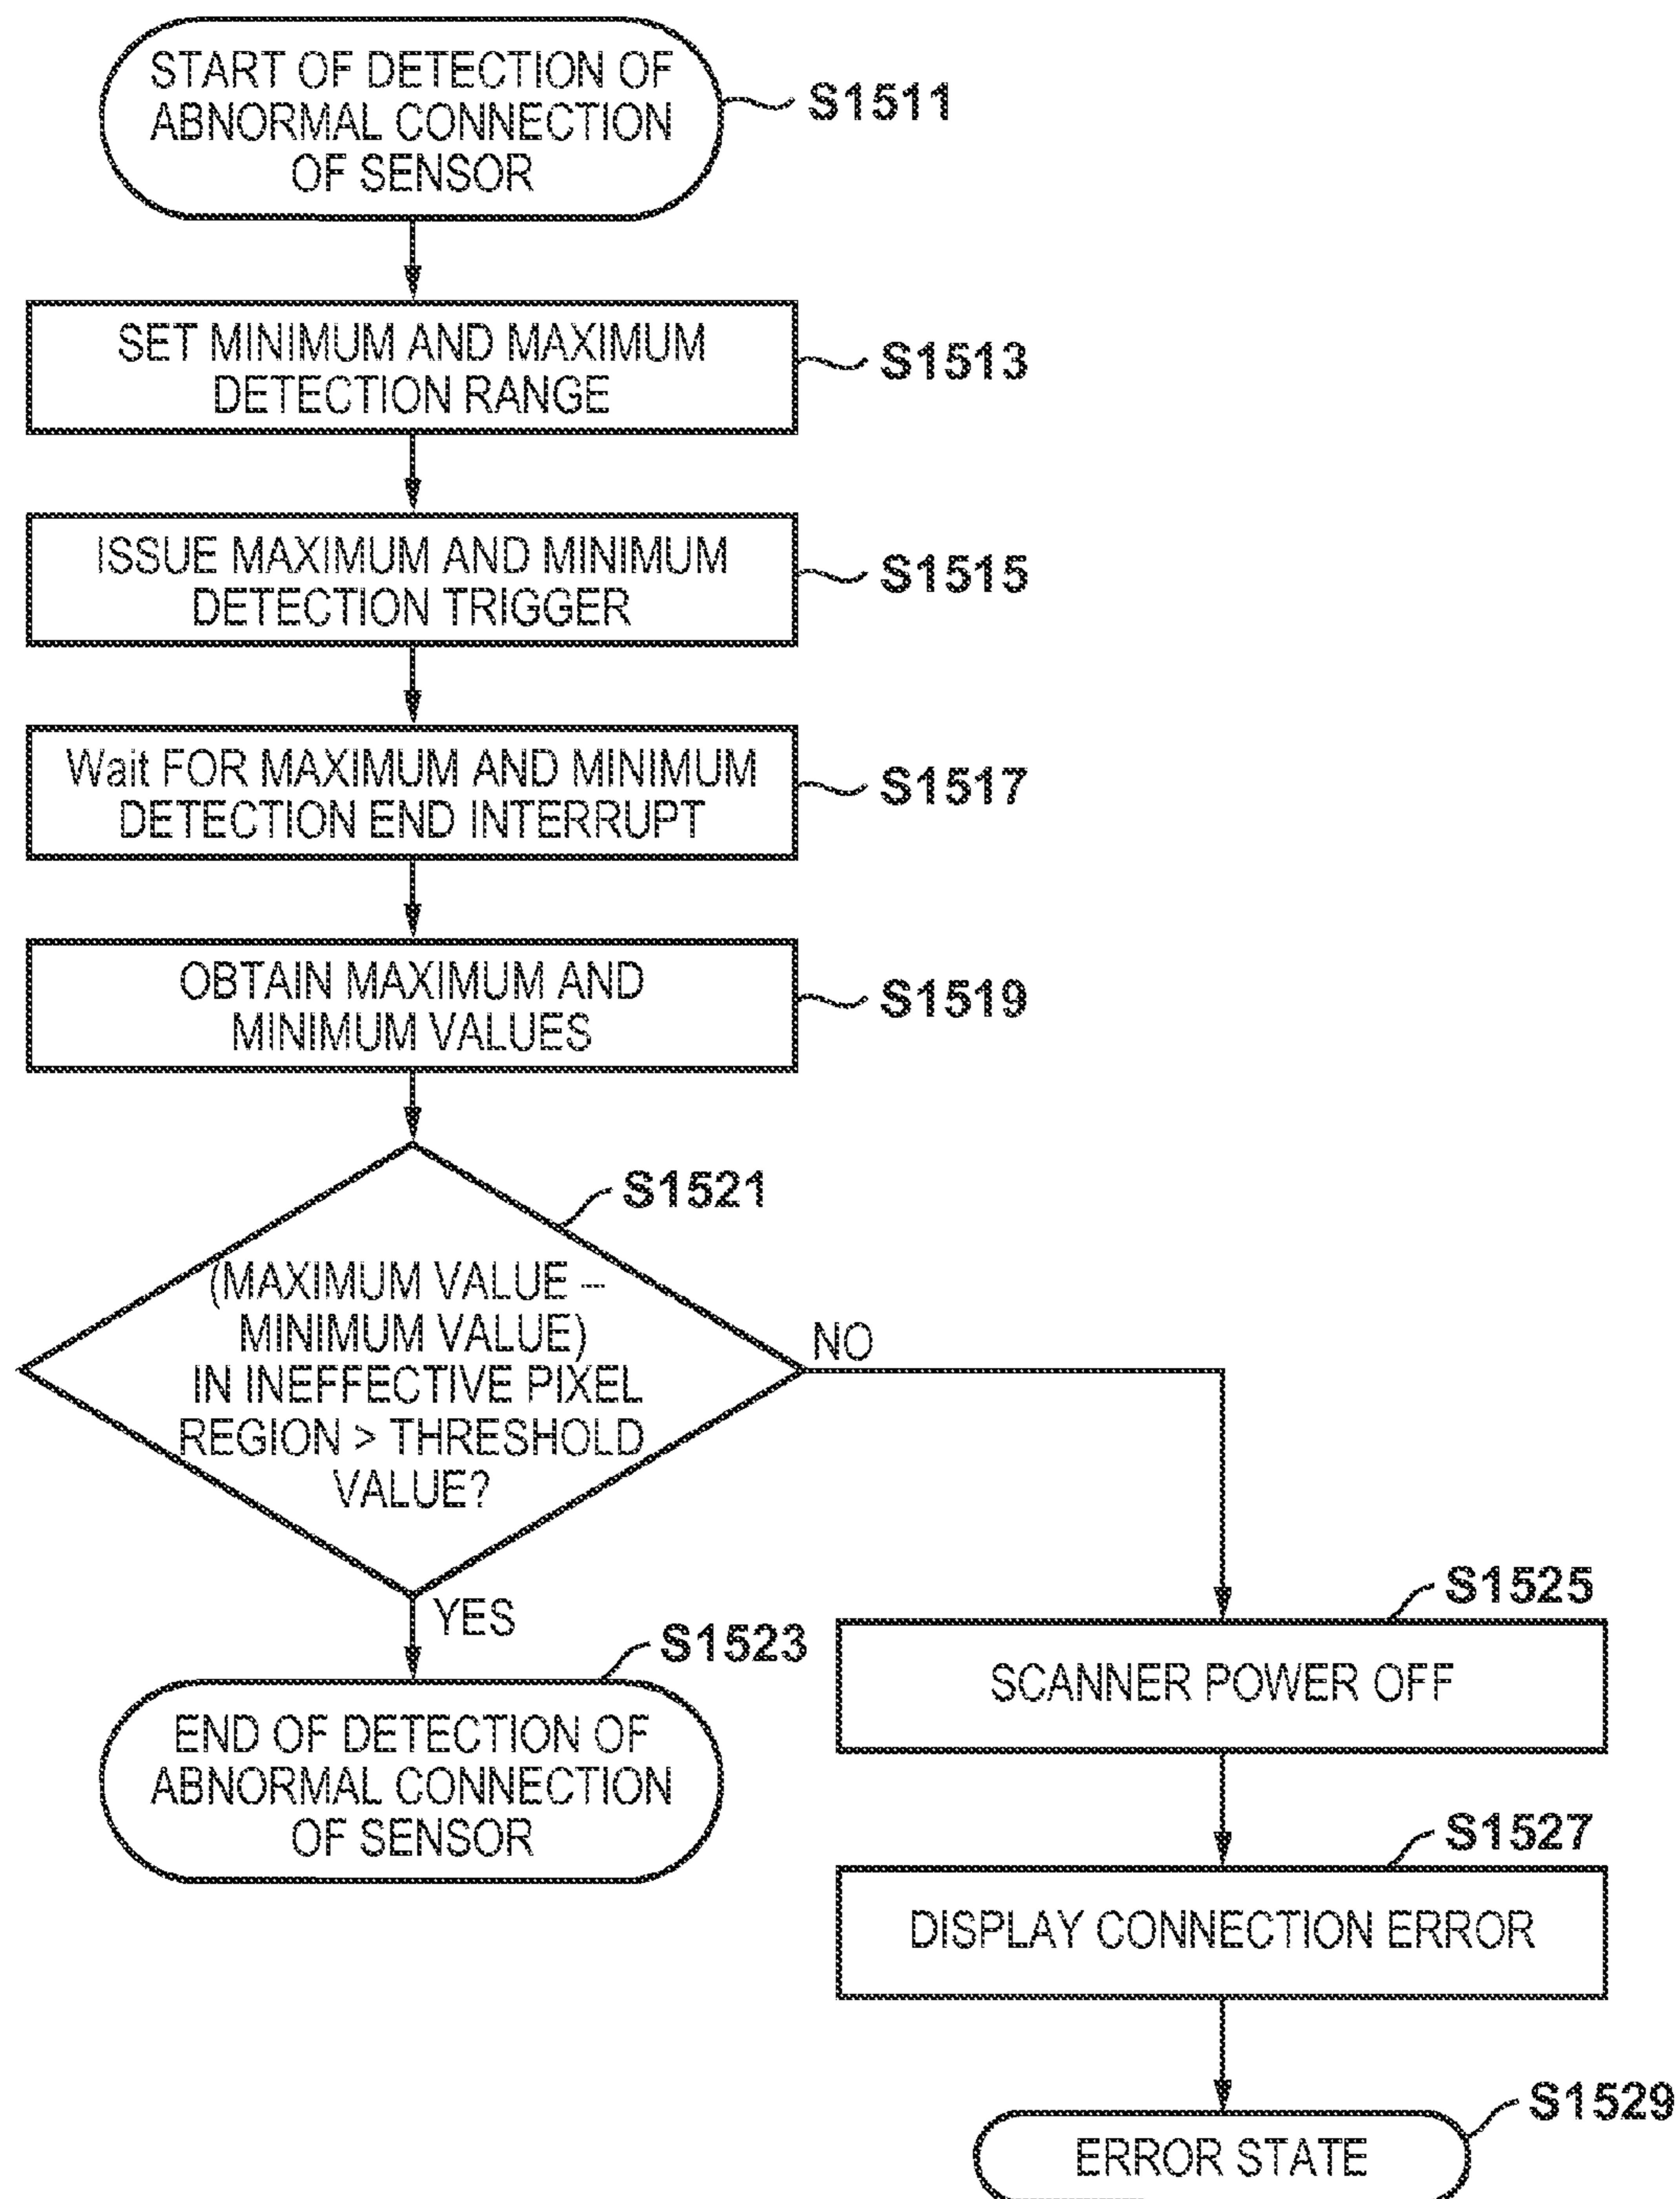 START OF DETECTION OF
ABNORMAL CONNECTION
OF SENSOR
S1511
SET MINIMUM AND MAXIMUM
DETECTION RANGE
S1513
ISSUE MAXIMUM AND MINIMUM
DETECTION TRIGGER
S1515
Wait FOR MAXIMUM AND MINIMUM
DETECTION END INTERRUPT
S1517
OBTAIN MAXIMUM AND
MINIMUM VALUES
S1519
S1521
(MAXIMUM VALUE –
MINIMUM VALUE)
IN INEFFECTIVE PIXEL
REGION > THRESHOLD
VALUE?
NO
YES
S1523
END OF DETECTION OF
ABNORMAL CONNECTION
OF SENSOR
S1525
SCANNER POWER OFF
S1527
DISPLAY CONNECTION ERROR
S1529
ERROR STATE